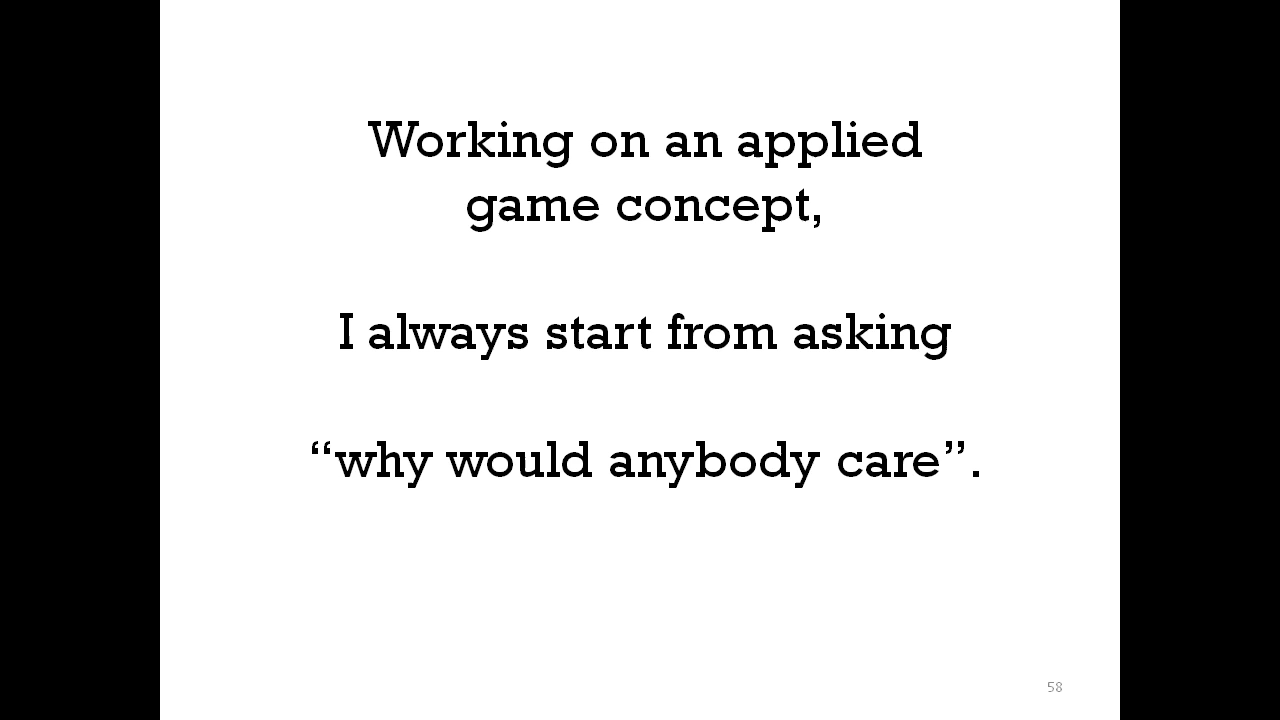 Working on an applied
game concept,
I always start from asking
“why would anybody care”.
58